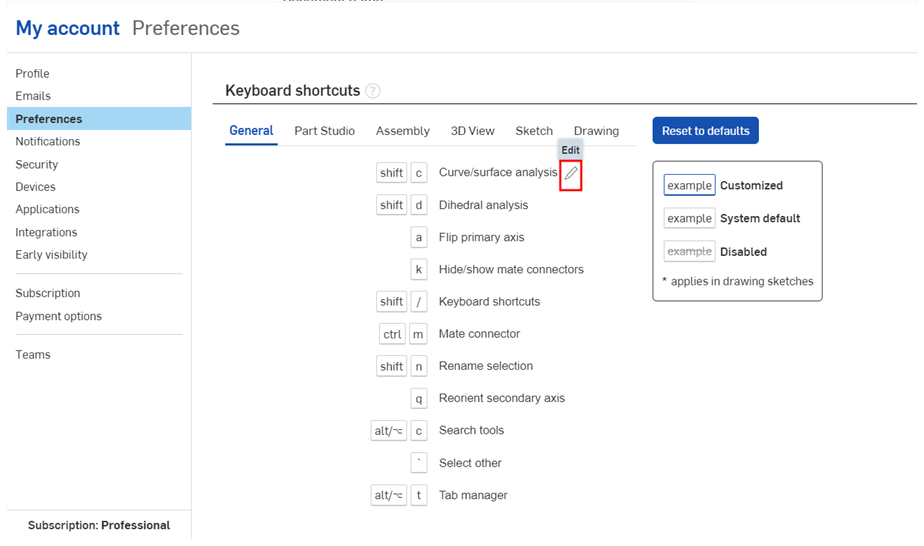 My account Preferences
Profile
Emails
Preferences
Notifications
Security
Devices
Applications
Integrations
Early visibility
Subscription
Payment options
Teams
Subscription: Professional
Keyboard shortcuts ?
General Part Studio Assembly 3D View Sketch Drawing
Edit
shift c Curve/surface analysis
shift d Dihedral analysis
a Flip primary axis
k Hide/show mate connectors
shift / Keyboard shortcuts
ctrl m Mate connector
shift n Rename selection
q Reorient secondary axis
alt/⌥ c Search tools
` Select other
alt/⌥ t Tab manager
Reset to defaults
example Customized
example System default
example Disabled
* applies in drawing sketches